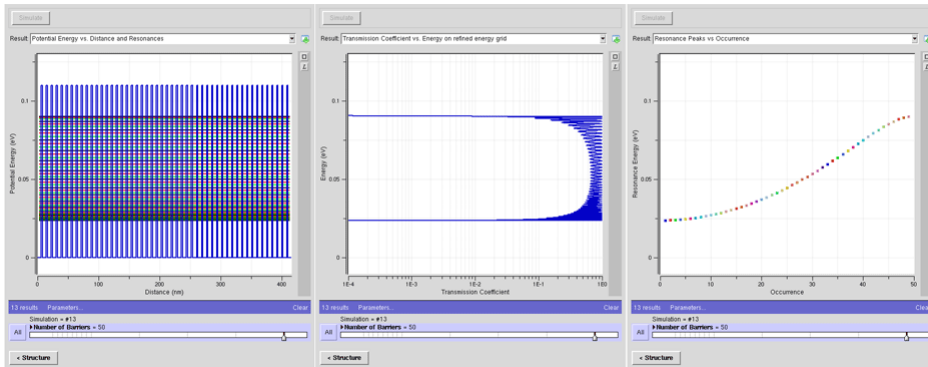 Simulate
Result: Potential Energy vs. Distance and Resonances
Potential Energy (eV)
0.1
0.05
0
0 100 200 300 400
Distance (nm)
13 results Parameters... Clear
Simulation = #13
All
Number of Barriers = 50
< Structure
Simulate
Result: Transmission Coefficient vs. Energy on refined energy grid
Energy (eV)
0.1
0.05
0
1E-4 1E-3 1E-2 1E-1 1E0
Transmission Coefficient
13 results Parameters... Clear
Simulation = #13
All
Number of Barriers = 50
< Structure
Simulate
Result: Resonance Peaks vs Occurrence
Resonance Energy (eV)
0.1
0.05
0
0 10 20 30 40 50
Occurrence
13 results Parameters... Clear
Simulation = #13
All
Number of Barriers = 50
< Structure